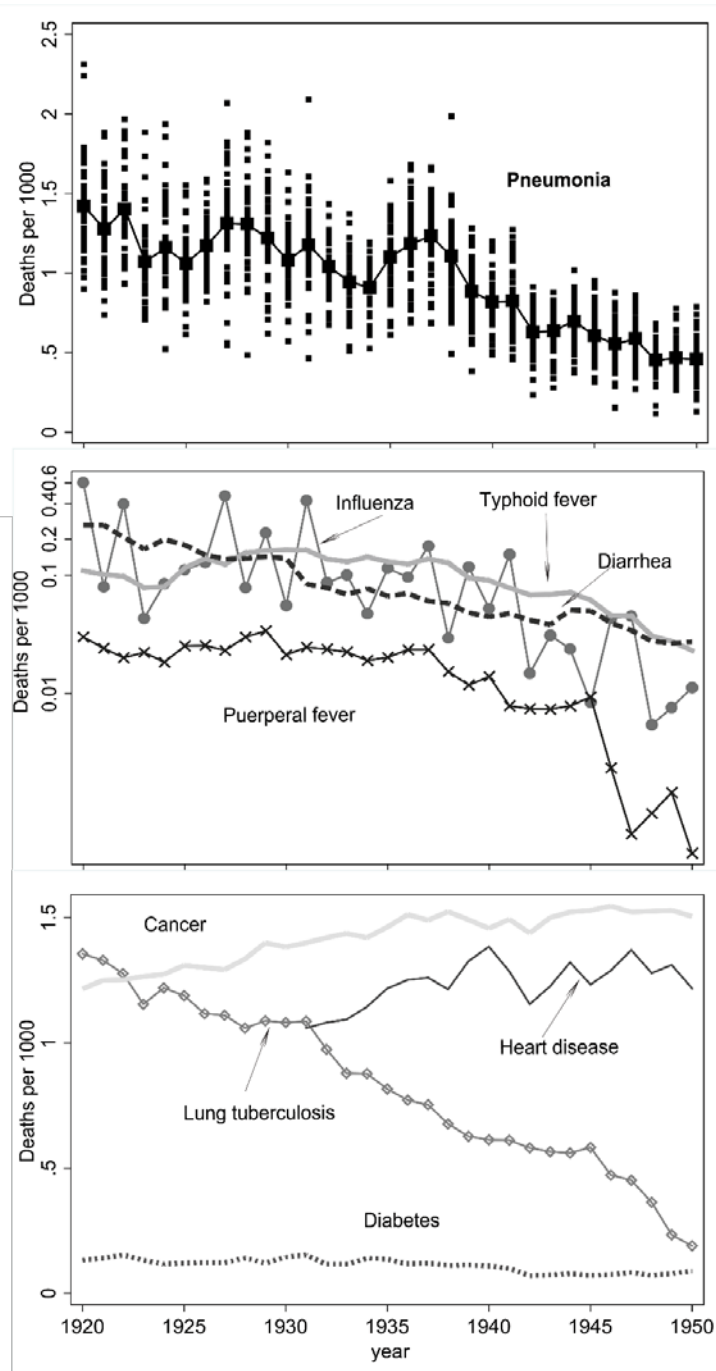 2.5
2
1.5
1
.5
0
Deaths per 1000
Pneumonia
0.40.6
0.2
0.1
0.01
Deaths per 1000
Influenza
Typhoid fever
Diarrhea
Puerperal fever
1.5
1
.5
0
Deaths per 1000
Cancer
Heart disease
Lung tuberculosis
Diabetes
1920 1925 1930 1935 1940 1945 1950
year